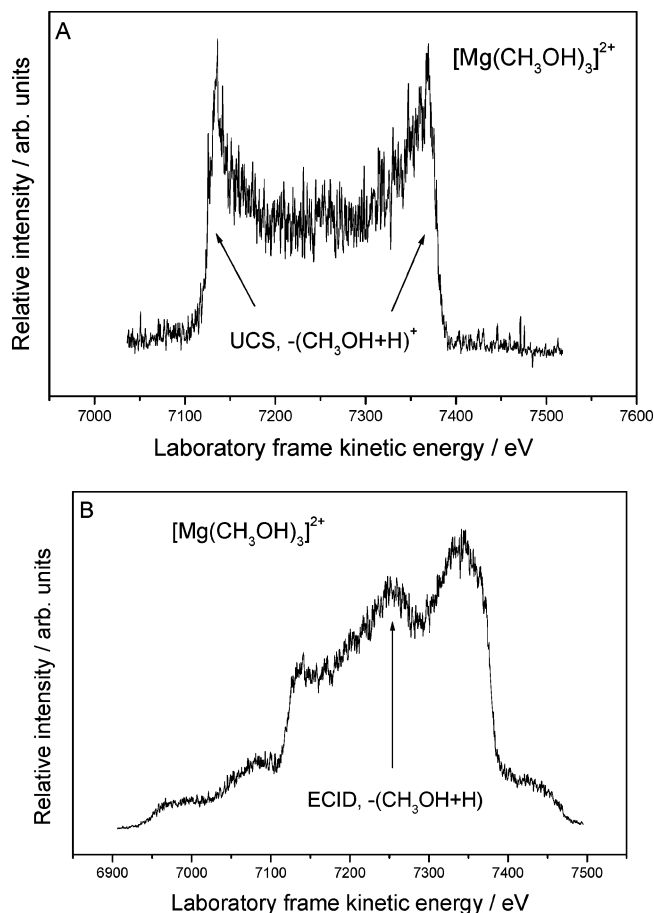 A
[Mg(CH₃OH)₃]²⁺
Relative intensity / arb. units
UCS, -(CH₃OH+H)⁺
7000 7100 7200 7300 7400 7500 7600
Laboratory frame kinetic energy / eV
B
[Mg(CH₃OH)₃]²⁺
Relative intensity / arb. units
ECID, -(CH₃OH+H)
6900 7000 7100 7200 7300 7400 7500
Laboratory frame kinetic energy / eV